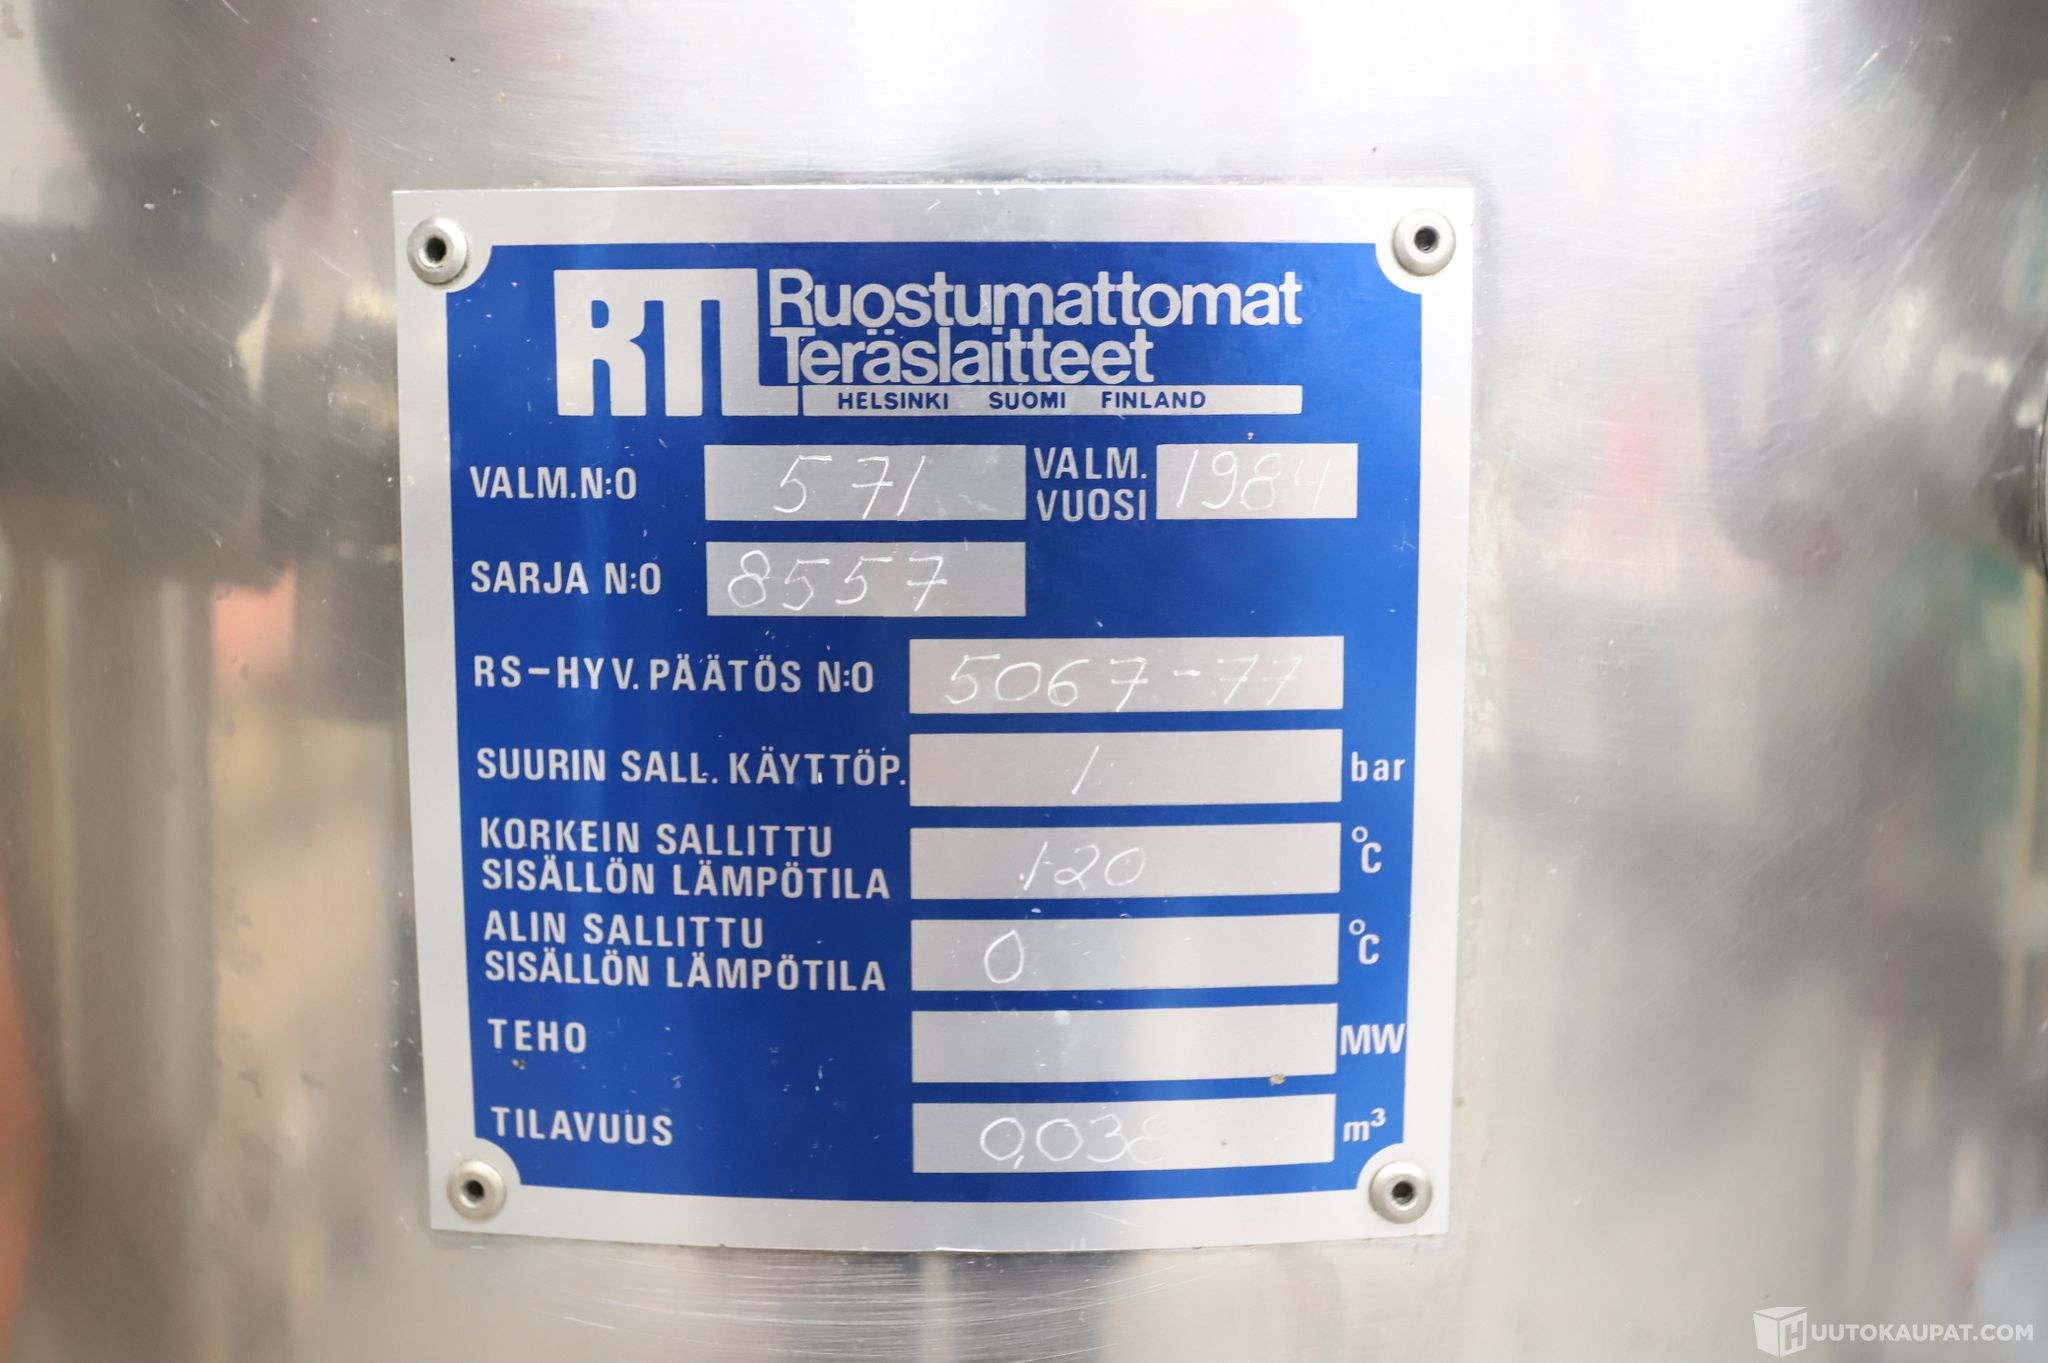 RTL Ruostumattomat
Teräslaitteet
HELSINKI SUOMI FINLAND
VALM.N:O 571 VALM. VUOSI 1984
SARJA N:O 8557
RS-HYV. PÄÄTÖS N:O 5067-77
SUURIN SALL. KÄYTTÖP. 1 bar
KORKEIN SALLITTU
SISÄLLÖN LÄMPÖTILA 120 °C
ALIN SALLITTU
SISÄLLÖN LÄMPÖTILA 0 °C
TEHO MW
TILAVUUS 0,038 m³
HUUTOKAUPAT.COM